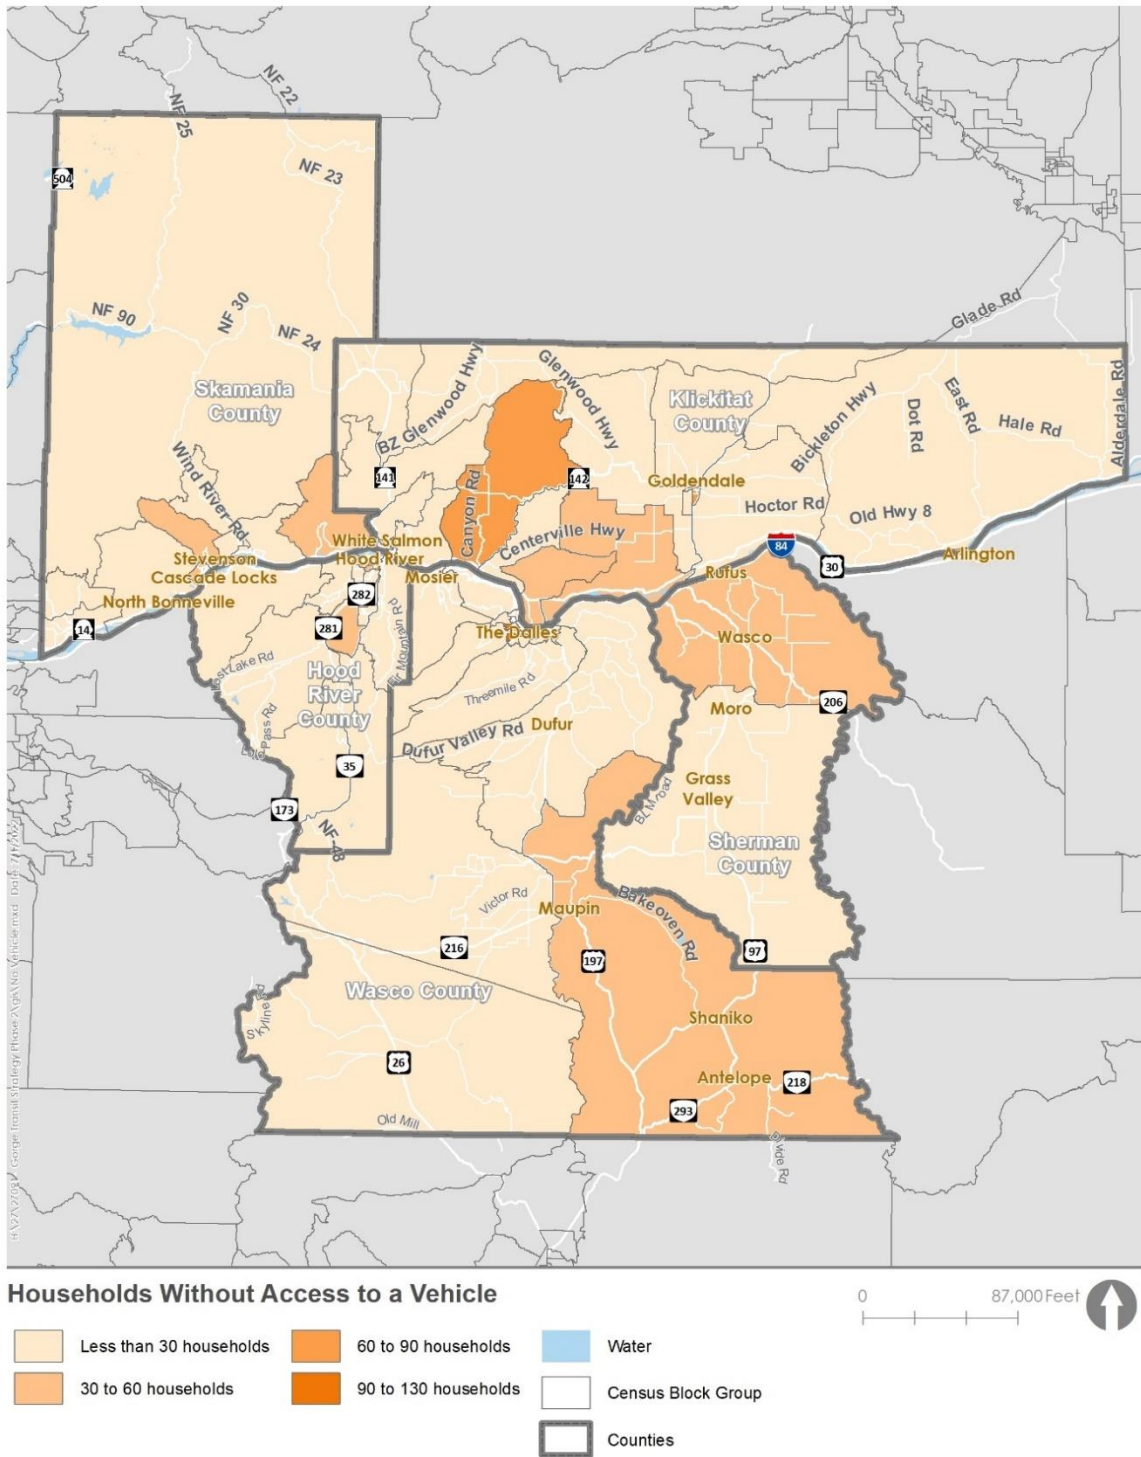 NF 22
NF 25
NF 23
504
Glade Rd
NF 90
NF 30
NF 24
Skamania
County
BZ Glenwood Hwy
Glenwood Hwy
Klickitat
County
Bickleton Hwy
Dot Rd
East Rd
Hale Rd
Alderdale Rd
Wind River Rd
141
Canyon Rd
142
Goldendale
Hoctor Rd
Old Hwy 8
Centerville Hwy
White Salmon
Stevenson
Hood River
84
Arlington
Cascade Locks
Mosier
Rufus
30
North Bonneville
282
14
281
The Dalles
Wasco
Lost Lake Rd
Hood
River
County
Threemile Rd
Moro
206
Dufur
Dufur Valley Rd
35
Grass
Valley
173
NF-48
Sherman
County
Victor Rd
Maupin
Bakeoven Rd
216
197
97
Wasco County
Skyline Rd
Shaniko
26
Antelope
218
293
Old Mill
Divide Rd
Households Without Access to a Vehicle
0 87,000 Feet
Less than 30 households
60 to 90 households
Water
30 to 60 households
90 to 130 households
Census Block Group
Counties